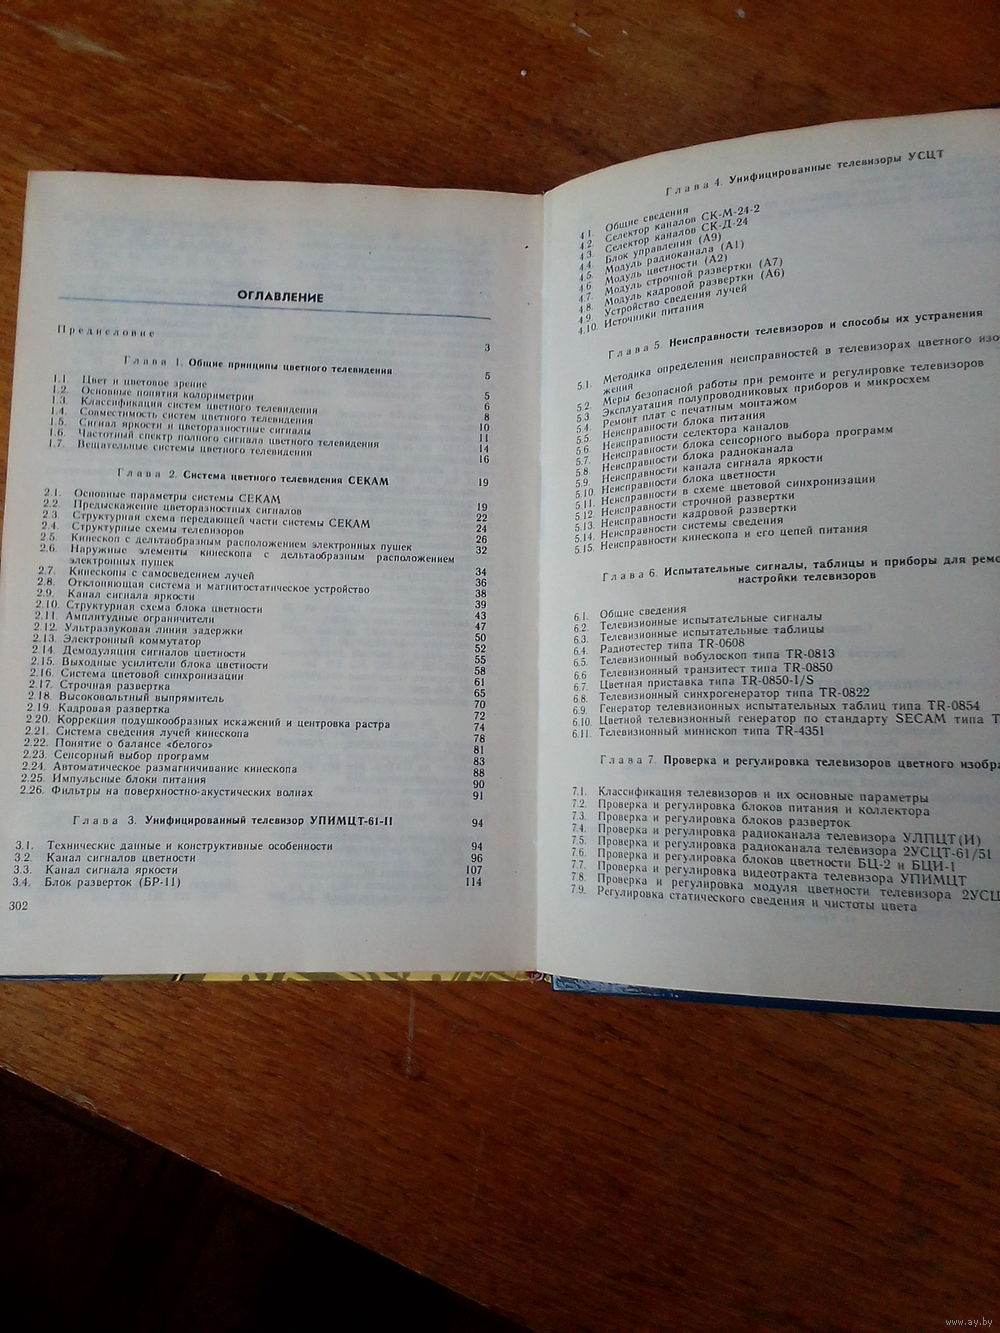 ОГЛАВЛЕНИЕ
Предисловие 3
Глава 1. Общие принципы цветного телевидения 5
1.1. Цвет и цветовое зрение 5
1.2. Основные понятия колориметрии 6
1.3. Классификация систем цветного телевидения 8
1.4. Совместимость систем цветного телевидения 10
1.5. Сигнал яркости и цветоразностные сигналы 11
1.6. Частотный спектр полного сигнала цветного телевидения 14
1.7. Вещательные системы цветного телевидения 16
Глава 2. Система цветного телевидения СЕКАМ 19
2.1. Основные параметры системы СЕКАМ 19
2.2. Предыскажение цветоразностных сигналов 22
2.3. Структурная схема передающей части системы СЕКАМ 24
2.4. Структурные схемы телевизоров 26
2.5. Кинескоп с дельтаобразным расположением электронных пушек 32
2.6. Наружные элементы кинескопа с дельтаобразным расположением
электронных пушек 34
2.7. Кинескопы с самосведением лучей 36
2.8. Отклоняющая система и магнитостатическое устройство 38
2.9. Канал сигнала яркости 39
2.10. Структурная схема блока цветности 43
2.11. Амплитудные ограничители 47
2.12. Ультразвуковая линия задержки 50
2.13. Электронный коммутатор 52
2.14. Демодуляция сигналов цветности 55
2.15. Выходные усилители блока цветности 58
2.16. Система цветовой синхронизации 61
2.17. Строчная развертка 65
2.18. Высоковольтный выпрямитель 70
2.19. Кадровая развертка 72
2.20. Коррекция подушкообразных искажений и центровка растра 74
2.21. Система сведения лучей кинескопа 78
2.22. Понятие о балансе «белого» 81
2.23. Сенсорный выбор программ 83
2.24. Автоматическое размагничивание кинескопа 88
2.25. Импульсные блоки питания 90
2.26. Фильтры на поверхностно-акустических волнах 91
Глава 3. Унифицированный телевизор УПИМЦТ-61-II 94
3.1. Технические данные и конструктивные особенности 94
3.2. Канал сигналов цветности 96
3.3. Канал сигнала яркости 107
3.4. Блок разверток (БР-11) 114
302
Глава 4. Унифицированные телевизоры УСЦТ
4.1. Общие сведения
4.2. Селектор каналов СК-М-24-2
4.3. Селектор каналов СК-Д-24
4.4. Блок управления (А9)
4.5. Модуль радиоканала (А1)
4.6. Модуль цветности (А2)
4.7. Модуль строчной развертки (А7)
4.8. Модуль кадровой развертки (А6)
4.9. Устройство сведения лучей
4.10. Источники питания
Глава 5. Неисправности телевизоров и способы их устранения
5.1. Методика определения неисправностей в телевизорах цветного изо
жения
5.2. Меры безопасной работы при ремонте и регулировке телевизоров
5.3. Эксплуатация полупроводниковых приборов и микросхем
5.4. Ремонт плат с печатным монтажом
5.5. Неисправности блока питания
5.6. Неисправности селектора каналов
5.7. Неисправности блока сенсорного выбора программ
5.8. Неисправности блока радиоканала
5.9. Неисправности канала сигнала яркости
5.10. Неисправности блока цветности
5.11. Неисправности в схеме цветовой синхронизации
5.12. Неисправности строчной развертки
5.13. Неисправности кадровой развертки
5.14. Неисправности системы сведения
5.15. Неисправности кинескопа и его цепей питания
Глава 6. Испытательные сигналы, таблицы и приборы для ремо
настройки телевизоров
6.1. Общие сведения
6.2. Телевизионные испытательные сигналы
6.3. Телевизионные испытательные таблицы
6.4. Радиотестер типа TR-0608
6.5. Телевизионный вобулоскоп типа TR-0813
6.6 Телевизионный транзитест типа TR-0850
6.7. Цветная приставка типа TR-0850-1/S
6.8. Телевизионный синхрогенератор типа TR-0822
6.9. Генератор телевизионных испытательных таблиц типа TR-0854
6.10. Цветной телевизионный генератор по стандарту SECAM типа Т
6.11. Телевизионный минископ типа TR-4351
Глава 7. Проверка и регулировка телевизоров цветного изобра
7.1. Классификация телевизоров и их основные параметры
7.2. Проверка и регулировка блоков питания и коллектора
7.3. Проверка и регулировка блоков разверток
7.4. Проверка и регулировка радиоканала телевизора УЛПЦТ(И)
7.5. Проверка и регулировка радиоканала телевизора 2УСЦТ-61/51
7.6. Проверка и регулировка блоков цветности БЦ-2 и БЦИ-1
7.7. Проверка и регулировка видеотракта телевизора УПИМЦТ
7.8. Проверка и регулировка модуля цветности телевизора 2УСЦ
7.9. Регулировка статического сведения и чистоты цвета
www.ay.by